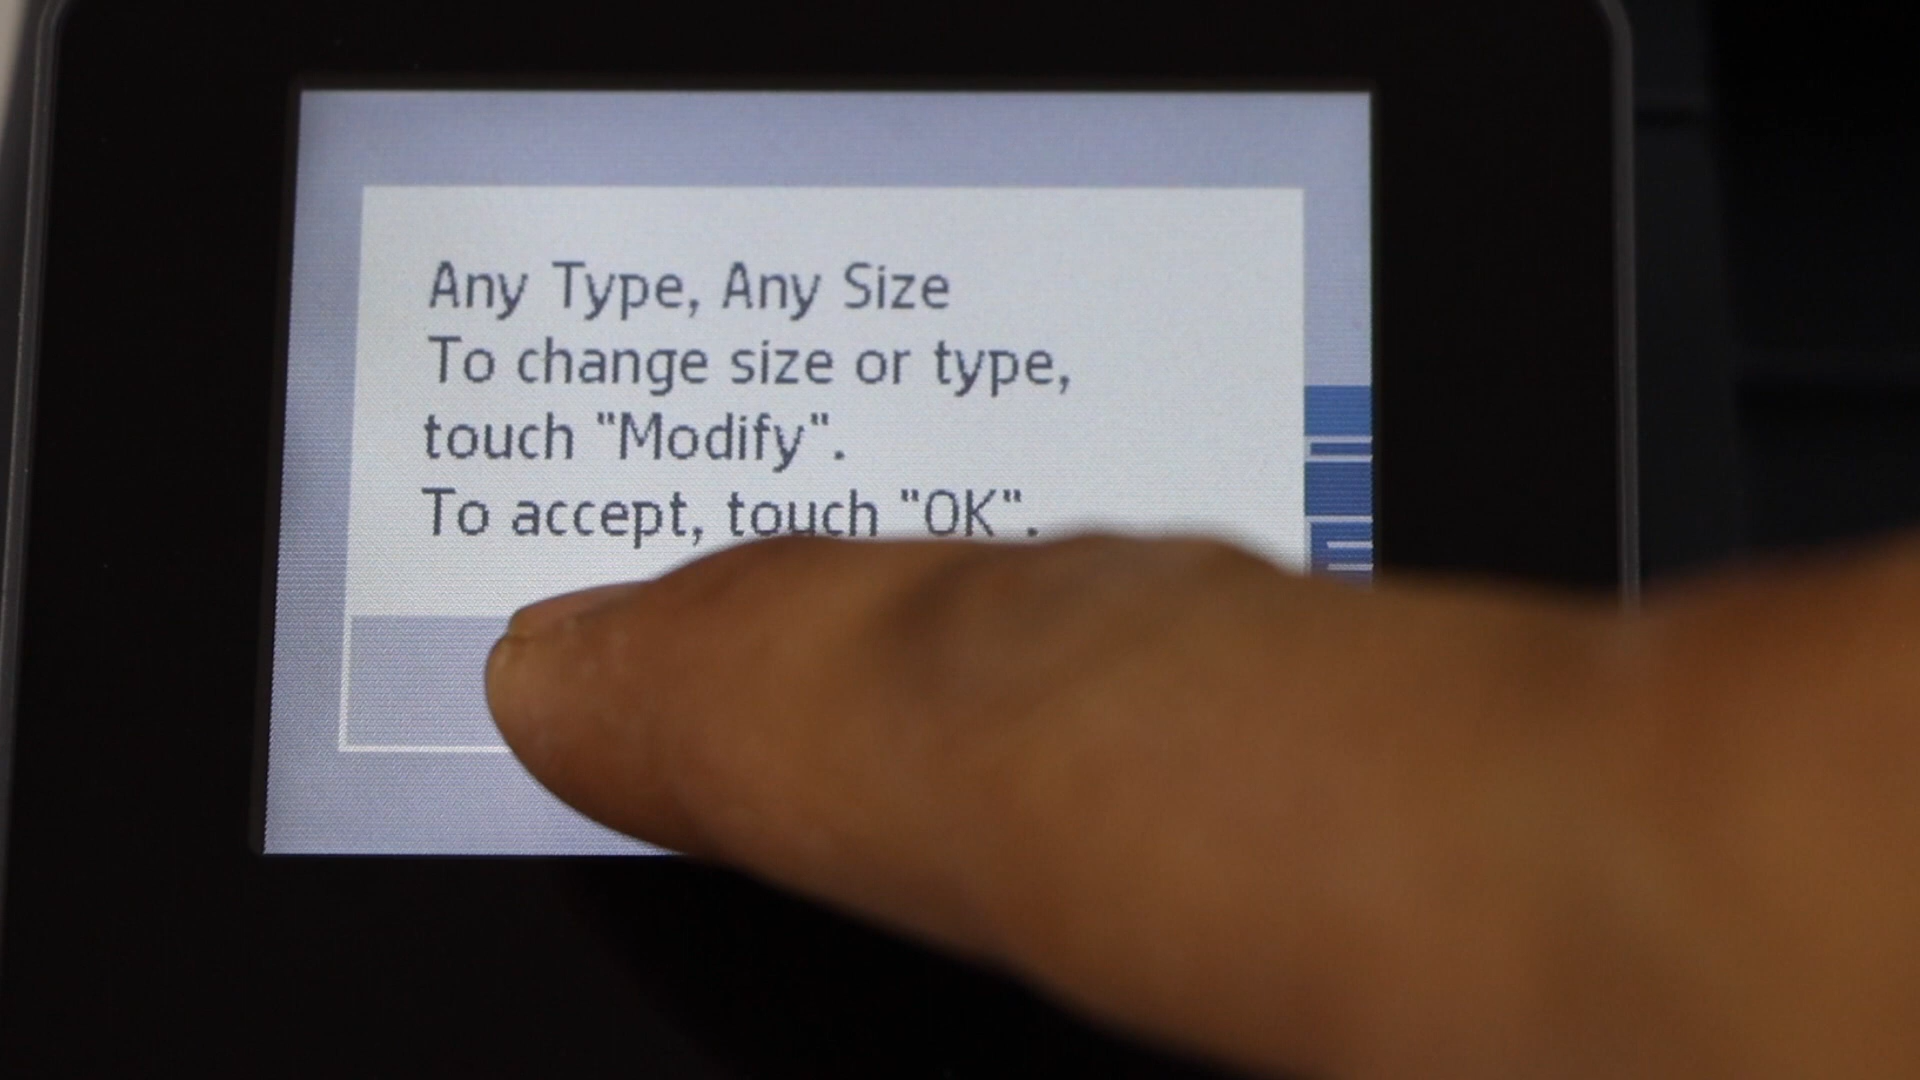 Any Type, Any Size
To change size or type,
touch "Modify".
To accept, touch "OK".